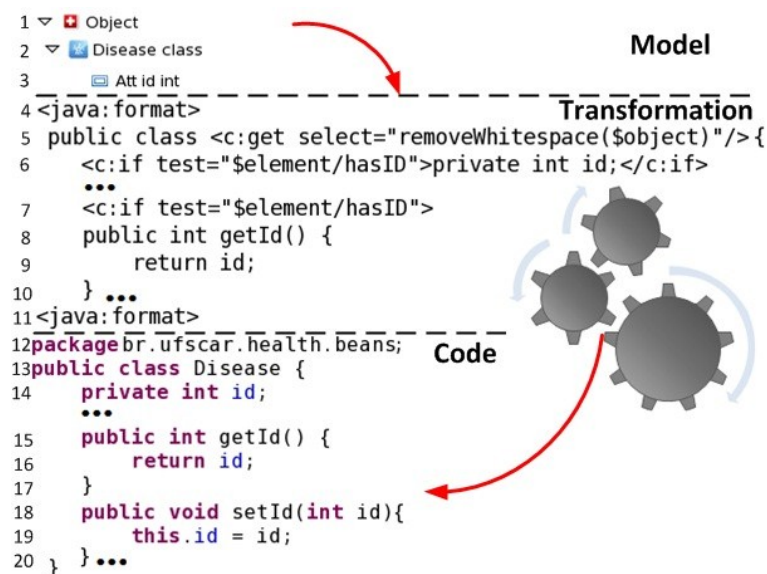 1 Object
2 Disease class
Model
3 Att id int
4 <java:format>
Transformation
5 public class <c:get select="removeWhitespace($object)"/>{
6 <c:if test="$element/hasID">private int id;</c:if>
•••
7 <c:if test="$element/hasID">
8 public int getId() {
9 return id;
10 } •••
11 <java:format>
12 package br.ufscar.health.beans;
Code
13 public class Disease {
14 private int id;
•••
15 public int getId() {
16 return id;
17 }
18 public void setId(int id){
19 this.id = id;
20 } •••
}